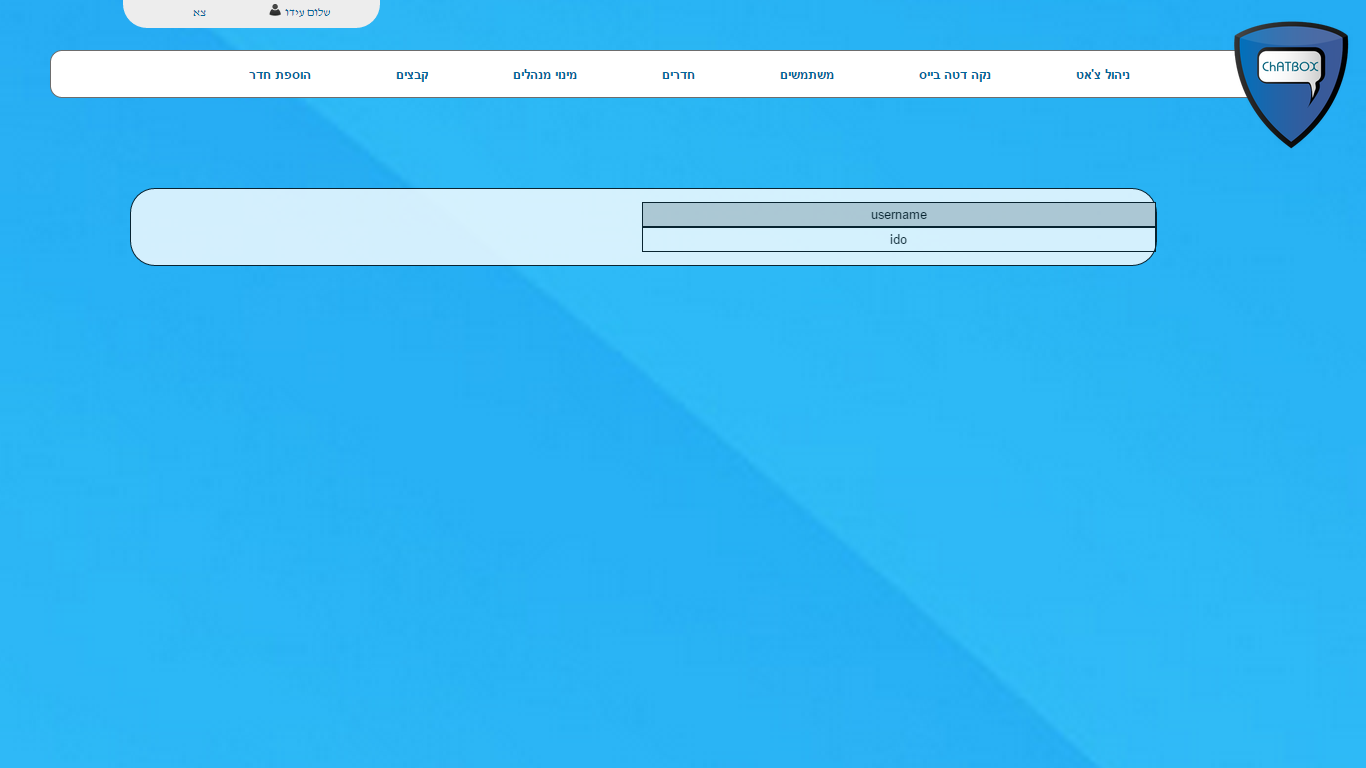 שלום עידו
צא
ChATBOX
ניהול צ'אט
נקה דטה בייס
משתמשים
חדרים
מינוי מנהלים
קבצים
הוספת חדר
username
ido